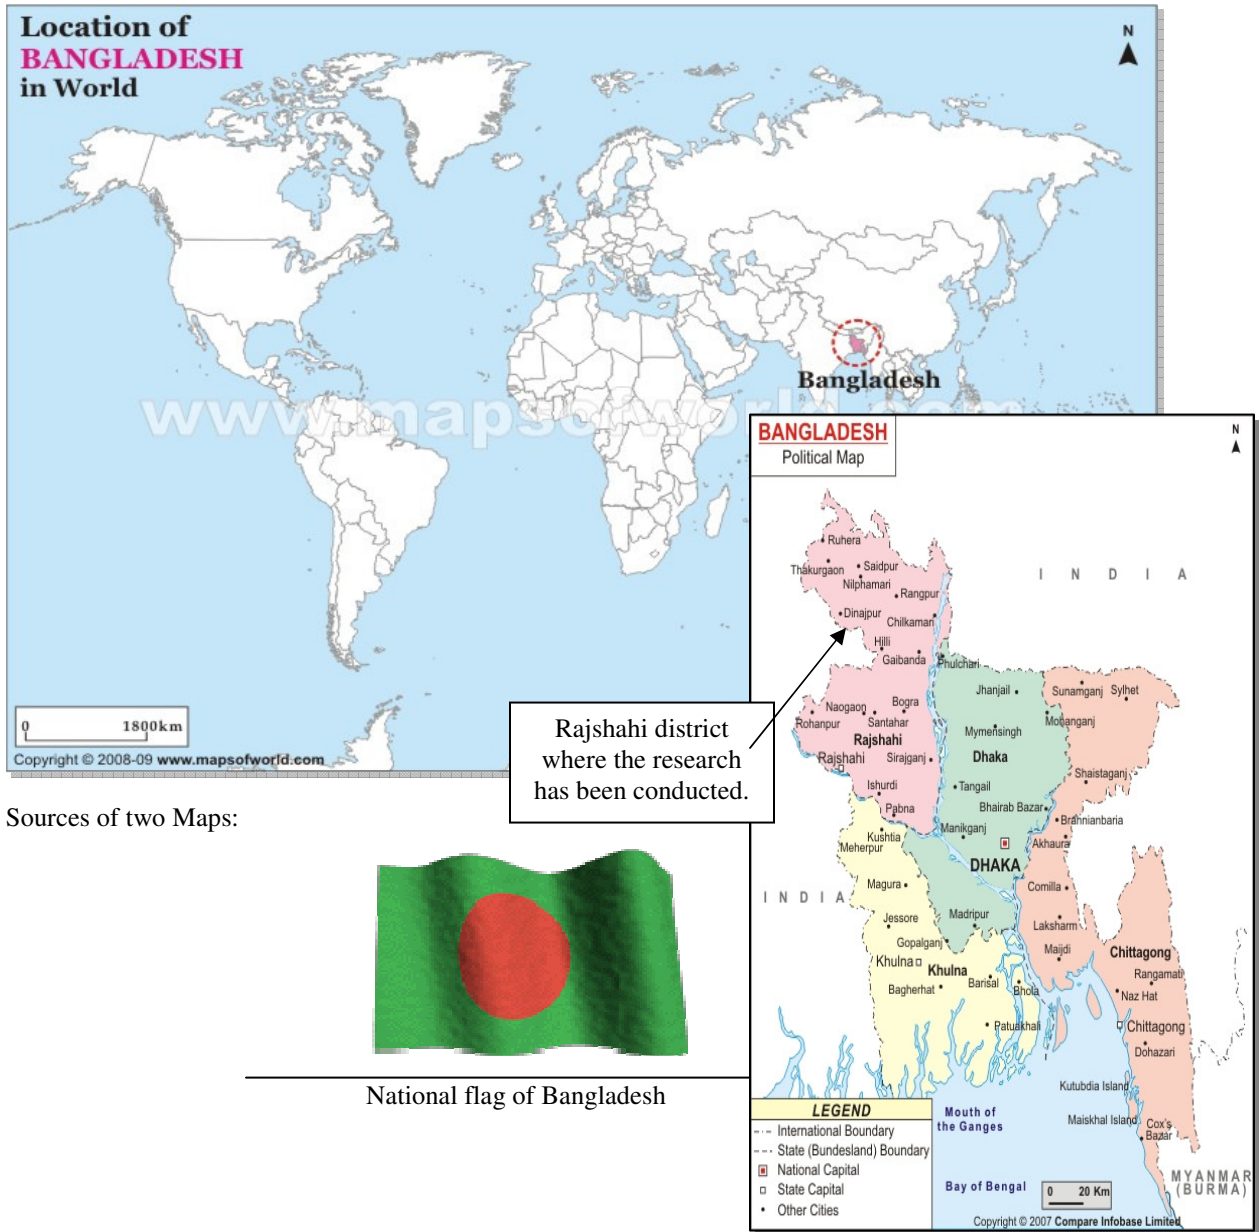 Location of
BANGLADESH
in World
N
Bangladesh
www.mapsofworld.com
0 1800km
Copyright © 2008-09 www.mapsofworld.com
Rajshahi district
where the research
has been conducted.
Sources of two Maps:
National flag of Bangladesh
BANGLADESH
Political Map
N
Ruhera
Thakurgaon
Saidpur
Nilphamari
Rangpur
Dinajpur
Chilkamari
Hilli
Gaibanda
Phulchari
I N D I A
Jhanjail
Sunamganj
Sylhet
Naogaon
Bogra
Rohanpur
Santahar
Mohanganj
Mymensingh
Rajshahi
Dhaka
Rajshahi
Sirajganj
Shaistaganj
Ishurdi
Tangail
Pabna
Bhairab Bazar
Kushtia
Manikganj
Brahnianbaria
Meherpur
Akhaura
DHAKA
Magura
Comilla
I N D I A
Jessore
Madripur
Laksharm
Gopalganj
Maijdi
Chittagong
Khulna
Khulna
Rangamati
Barisal
Bagherhat
Bhola
Naz Hat
Patuakhali
Chittagong
Dohazari
Kutubdia Island
Maiskhal Island
Cox's
Bazar
LEGEND
International Boundary
State (Bundesland) Boundary
National Capital
State Capital
Other Cities
Mouth of
the Ganges
Bay of Bengal
0 20 Km
MYANMAR
(BURMA)
Copyright © 2007 Compare Infobase Limited